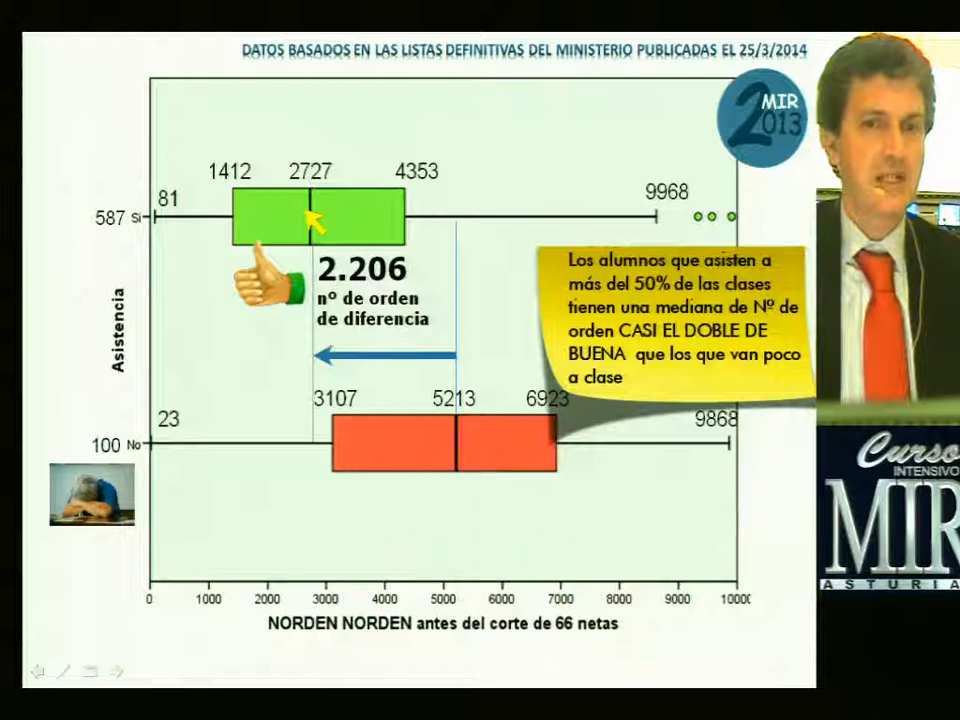 DATOS BASADOS EN LAS LISTAS DEFINITIVAS DEL MINISTERIO PUBLICADAS EL 25/3/2014
MIR
2013
1412 2727 4353
81
9968
587 Si
2.206
nº de orden
de diferencia
Los alumnos que asisten a
más del 50% de las clases
tienen una mediana de Nº de
orden CASI EL DOBLE DE
BUENA que los que van poco
a clase
Asistencia
3107 5213 6923
23
9868
100 No
0 1000 2000 3000 4000 5000 6000 7000 8000 9000 10000
NORDEN NORDEN antes del corte de 66 netas
Curso
INTENSIVO
MIR
ASTURIA